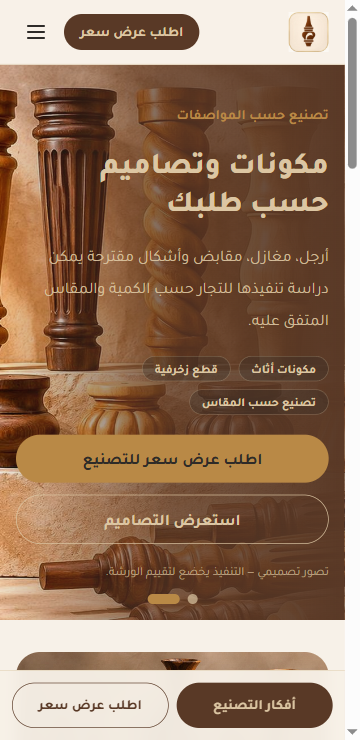 اطلب عرض سعر
تصنيع حسب المواصفات
مكونات وتصاميم
حسب طلبك
أرجل، مغازل، مقابض وأشكال مقترحة يمكن
دراسة تنفيذها للتجار حسب الكمية والمقاس
المتفق عليه.
مكونات أثاث
قطع زخرفية
تصنيع حسب المقاس
اطلب عرض سعر للتصنيع
استعرض التصاميم
تصور تصميمي – التنفيذ يخضع لتقييم الورشة.
أفكار التصنيع
اطلب عرض سعر